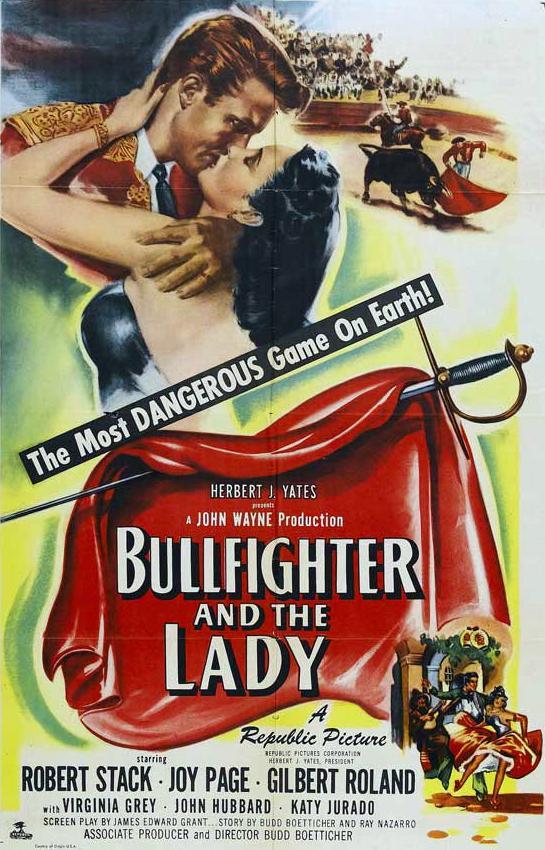 The Most DANGEROUS Game On Earth!
HERBERT J. YATES
presents
A JOHN WAYNE Production
BULLFIGHTER
AND THE
LADY
A
Republic Picture
REPUBLIC PICTURES CORPORATION
HERBERT J. YATES, PRESIDENT
starring
ROBERT STACK · JOY PAGE · GILBERT ROLAND
with VIRGINIA GREY · JOHN HUBBARD · KATY JURADO
SCREEN PLAY BY JAMES EDWARD GRANT...STORY BY BUDD BOETTICHER AND RAY NAZARRO
ASSOCIATE PRODUCER and DIRECTOR BUDD BOETTICHER
Country of Origin U.S.A.